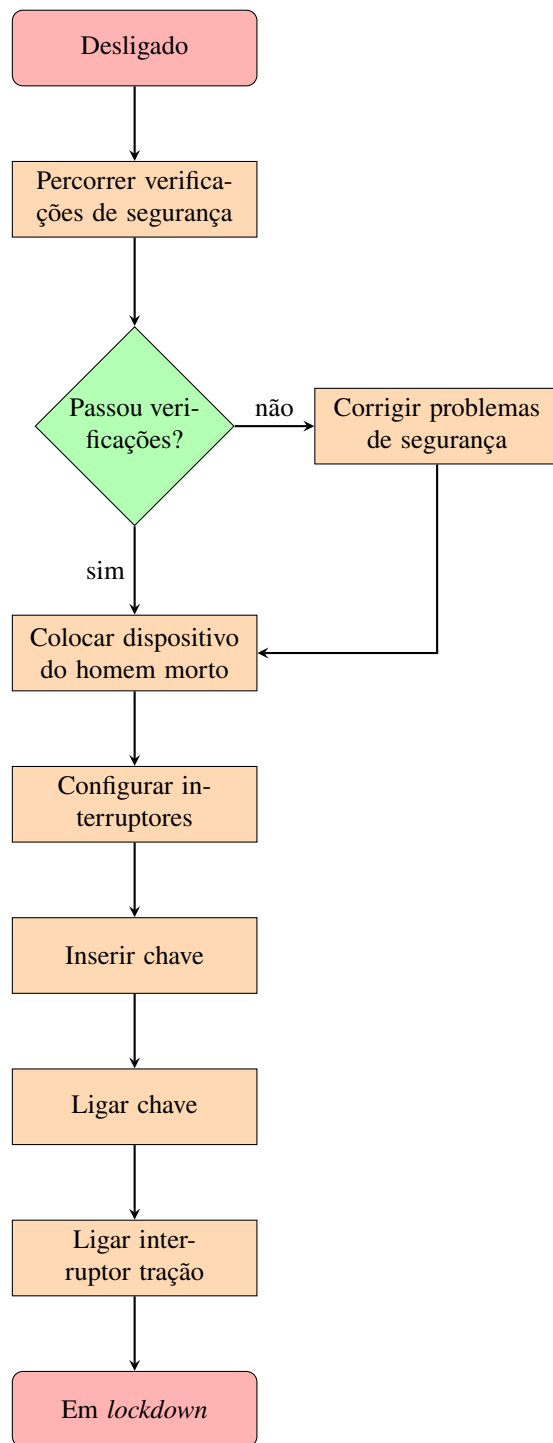 Desligado
Percorrer verifica-
ções de segurança
Passou veri-
ficações?
não
Corrigir problemas
de segurança
sim
Colocar dispositivo
do homem morto
Configurar in-
terruptores
Inserir chave
Ligar chave
Ligar inter-
ruptor tração
Em lockdown